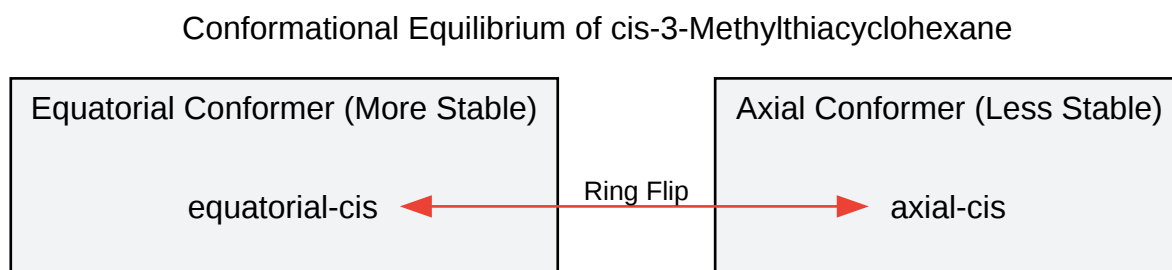 Conformational Equilibrium of cis-3-Methylthiacyclohexane
Equatorial Conformer (More Stable)
equatorial-cis
Ring Flip
Axial Conformer (Less Stable)
axial-cis